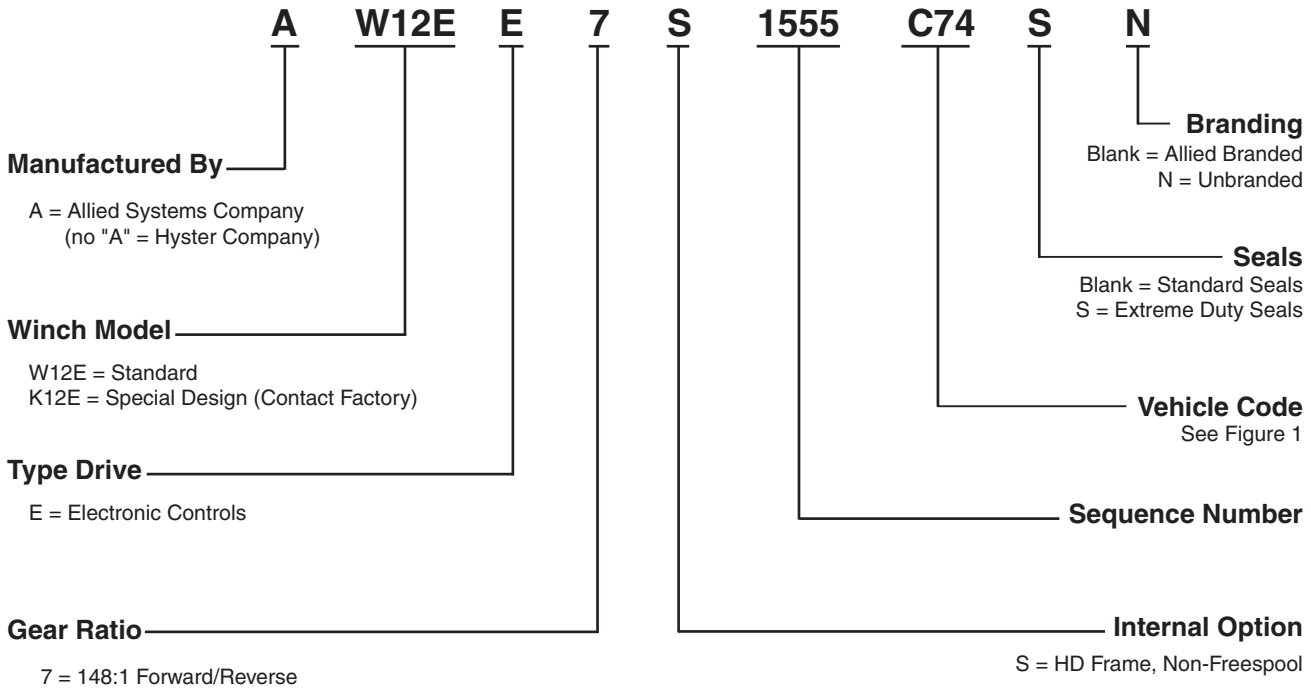 A W12E E 7 S 1555 C74 S N
Manufactured By
A = Allied Systems Company
(no "A" = Hyster Company)
Winch Model
W12E = Standard
K12E = Special Design (Contact Factory)
Type Drive
E = Electronic Controls
Gear Ratio
7 = 148:1 Forward/Reverse
Branding
Blank = Allied Branded
N = Unbranded
Seals
Blank = Standard Seals
S = Extreme Duty Seals
Vehicle Code
See Figure 1
Sequence Number
Internal Option
S = HD Frame, Non-Freespool